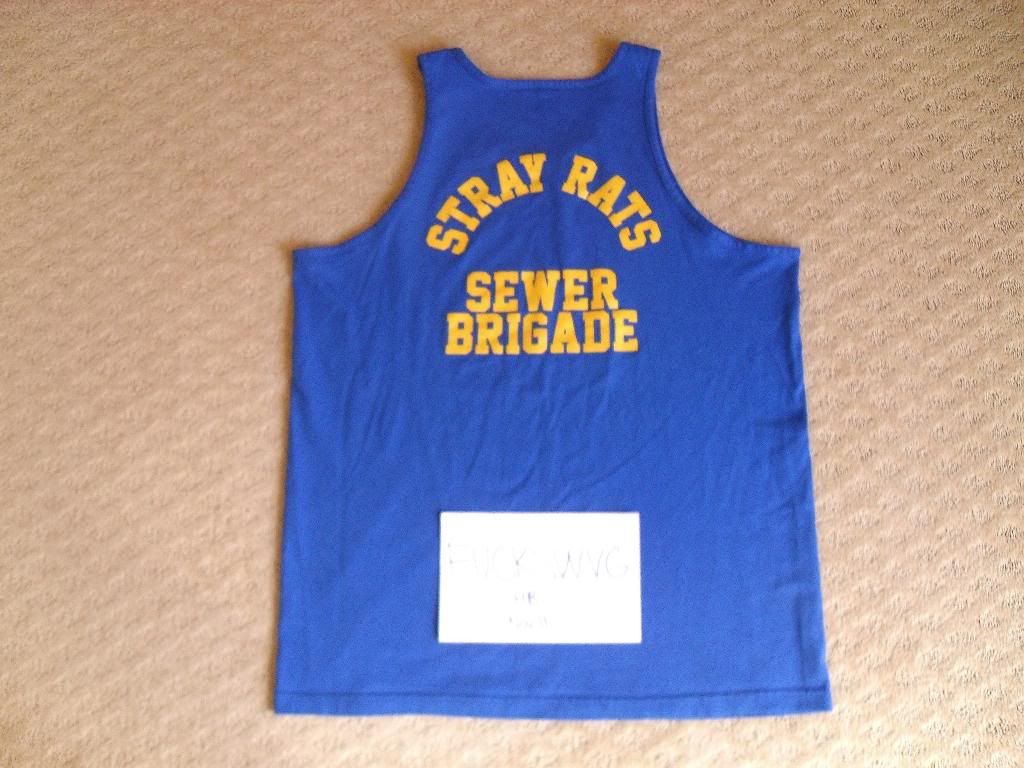 STRAY RATS
SEWER
BRIGADE
FUCK WVG